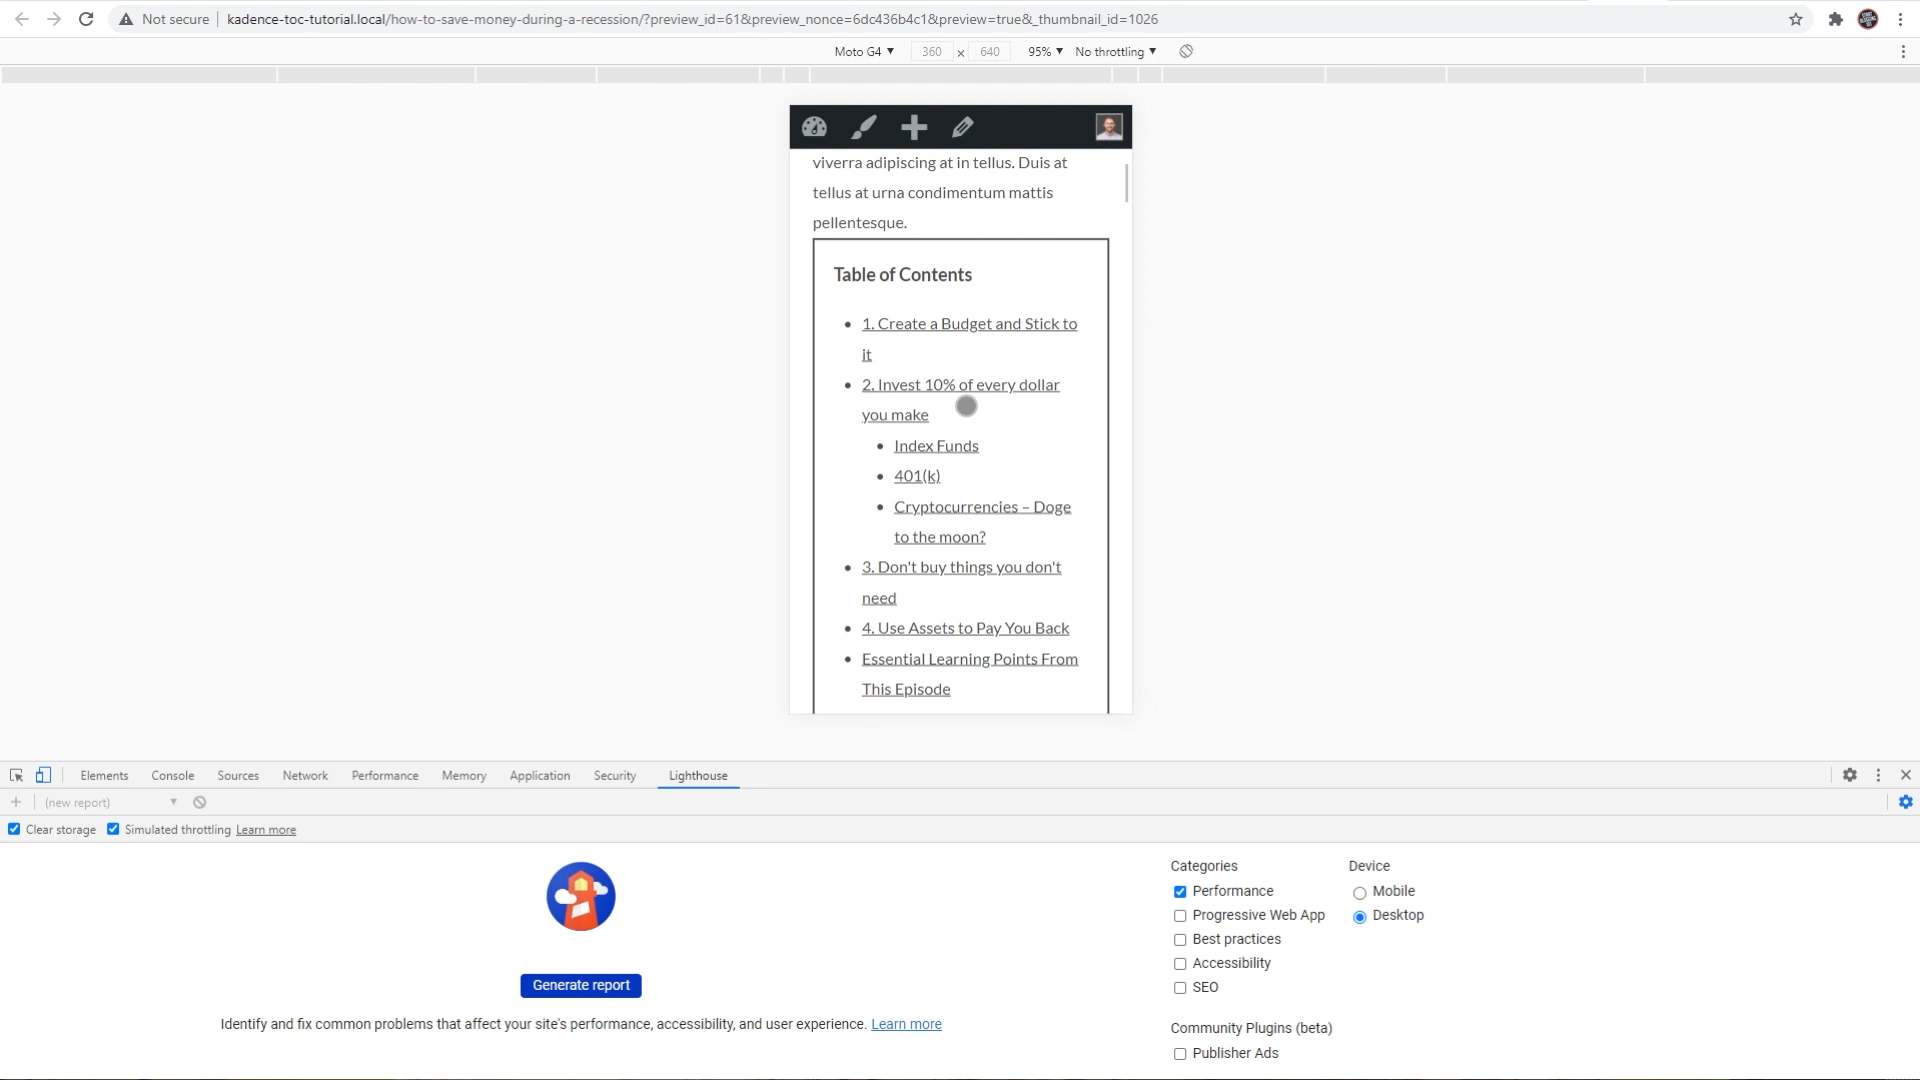 Not secure
kadence-toc-tutorial.local/how-to-save-money-during-a-recession/?preview_id=61&preview_nonce=6dc436b4c1&preview=true&_thumbnail_id=1026
Moto G4 ▼ 360 x 640 95% ▼ No throttling ▼
viverra adipiscing at in tellus. Duis at
tellus at urna condimentum mattis
pellentesque.
Table of Contents
1. Create a Budget and Stick to
it
2. Invest 10% of every dollar
you make
Index Funds
401(k)
Cryptocurrencies – Doge
to the moon?
3. Don't buy things you don't
need
4. Use Assets to Pay You Back
Essential Learning Points From
This Episode
Elements Console Sources Network Performance Memory Application Security Lighthouse
(new report) ▼
Clear storage Simulated throttling Learn more
Generate report
Identify and fix common problems that affect your site's performance, accessibility, and user experience. Learn more
Categories
Performance
Progressive Web App
Best practices
Accessibility
SEO
Community Plugins (beta)
Publisher Ads
Device
Mobile
Desktop